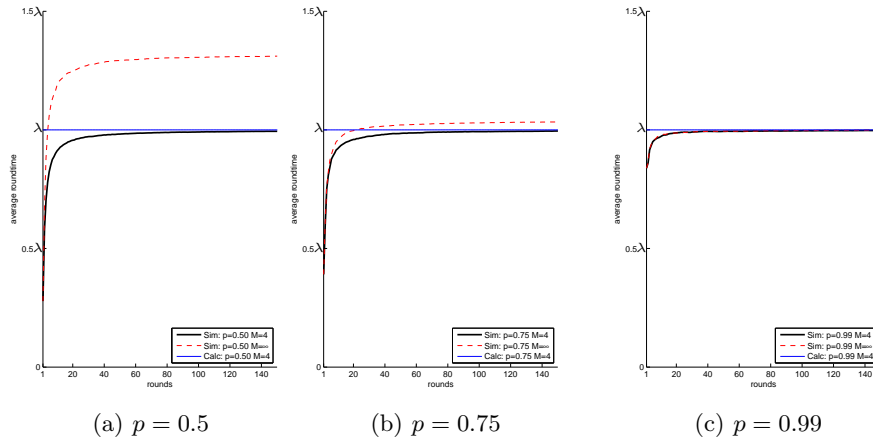 1.5λ
λ
0.5λ
0
average roundtime
1 20 40 60 80 100 120 140
rounds
Sim: p=0.50 M=4
Sim: p=0.50 M=∞
Calc: p=0.50 M=4
(a) p = 0.5
1.5λ
λ
0.5λ
0
average roundtime
1 20 40 60 80 100 120 140
rounds
Sim: p=0.75 M=4
Sim: p=0.75 M=∞
Calc: p=0.75 M=4
(b) p = 0.75
1.5λ
λ
0.5λ
0
average roundtime
1 20 40 60 80 100 120 140
rounds
Sim: p=0.99 M=4
Sim: p=0.99 M=∞
Calc: p=0.99 M=4
(c) p = 0.99